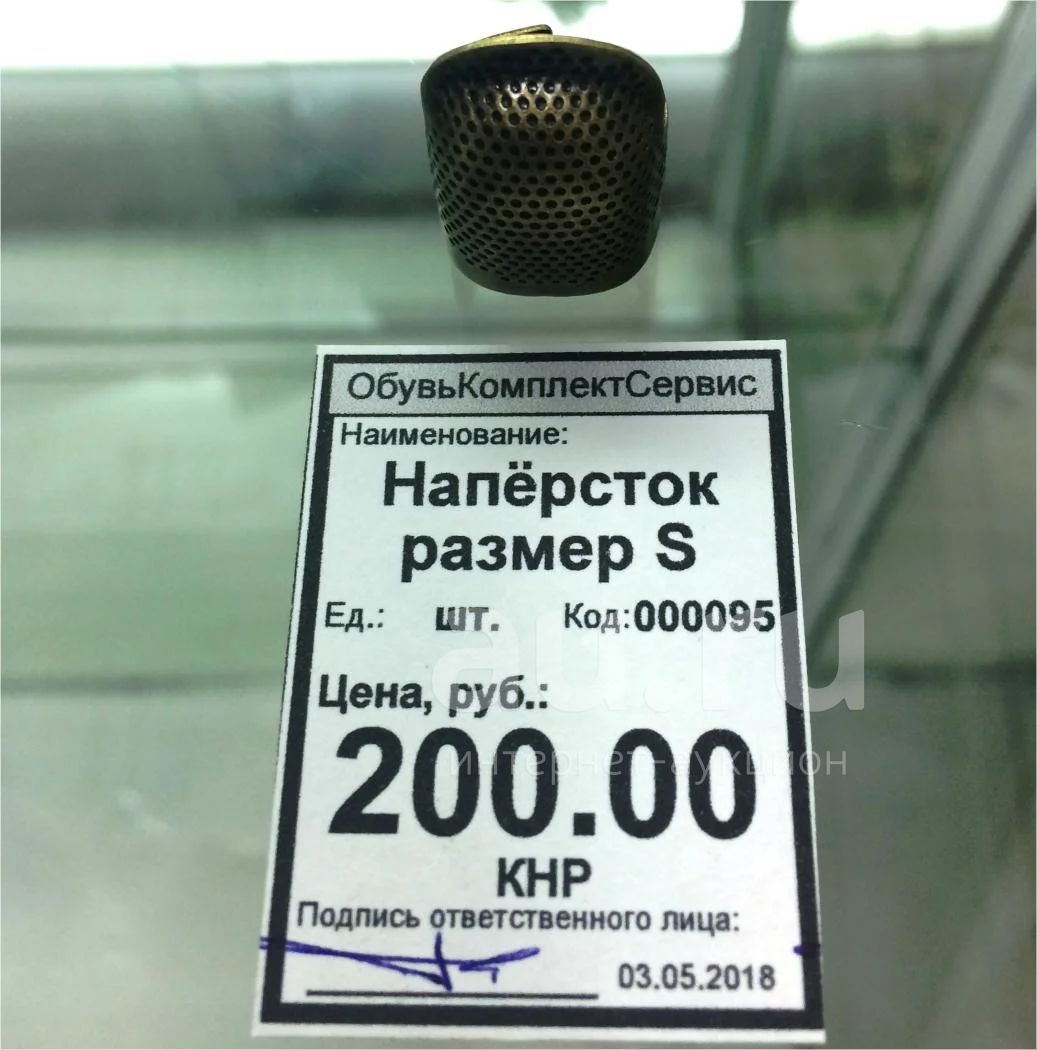 ОбувьКомплектСервис
Наименование:
Напёрсток
размер S
Ед.: шт. Код:000095
au.ru
Цена, руб.:
200.00
интернет-аукцион
КНР
Подпись ответственного лица:
03.05.2018